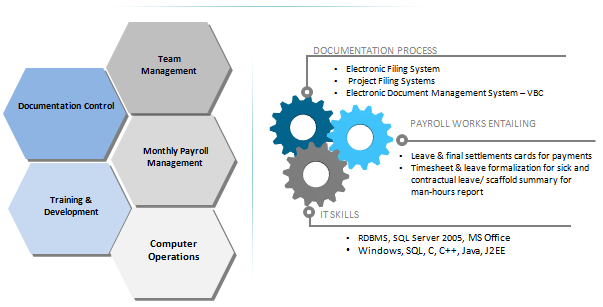 Team
Management
Documentation Control
Monthly Payroll
Management
Training &
Development
Computer
Operations
DOCUMENTATION PROCESS
• Electronic Filing System
• Project Filing Systems
• Electronic Document Management System – VBC
PAYROLL WORKS ENTAILING
• Leave & final settlements cards for payments
• Timesheet & leave formalization for sick and
contractual leave/ scaffold summary for
man-hours report
IT SKILLS
• RDBMS, SQL Server 2005, MS Office
• Windows, SQL, C, C++, Java, J2EE